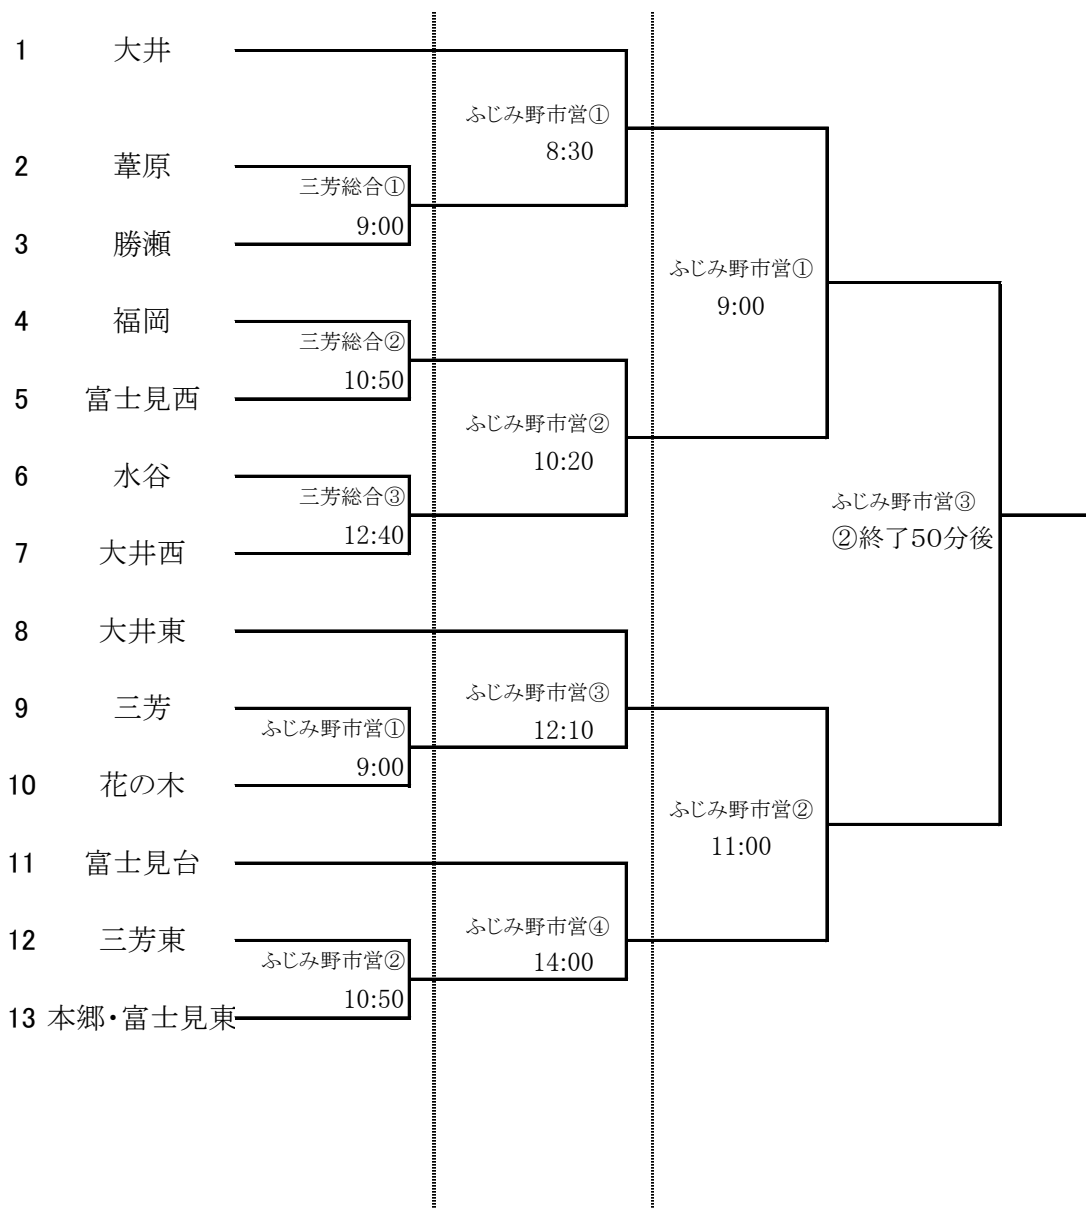 1 大井
ふじみ野市営①
8:30
2 葦原
三芳総合①
9:00
3 勝瀬
ふじみ野市営①
9:00
4 福岡
三芳総合②
10:50
5 富士見西
ふじみ野市営②
10:20
6 水谷
三芳総合③
12:40
7 大井西
ふじみ野市営③
②終了50分後
8 大井東
ふじみ野市営③
12:10
9 三芳
ふじみ野市営①
9:00
10 花の木
ふじみ野市営②
11:00
11 富士見台
ふじみ野市営④
14:00
12 三芳東
ふじみ野市営②
10:50
13 本郷・富士見東